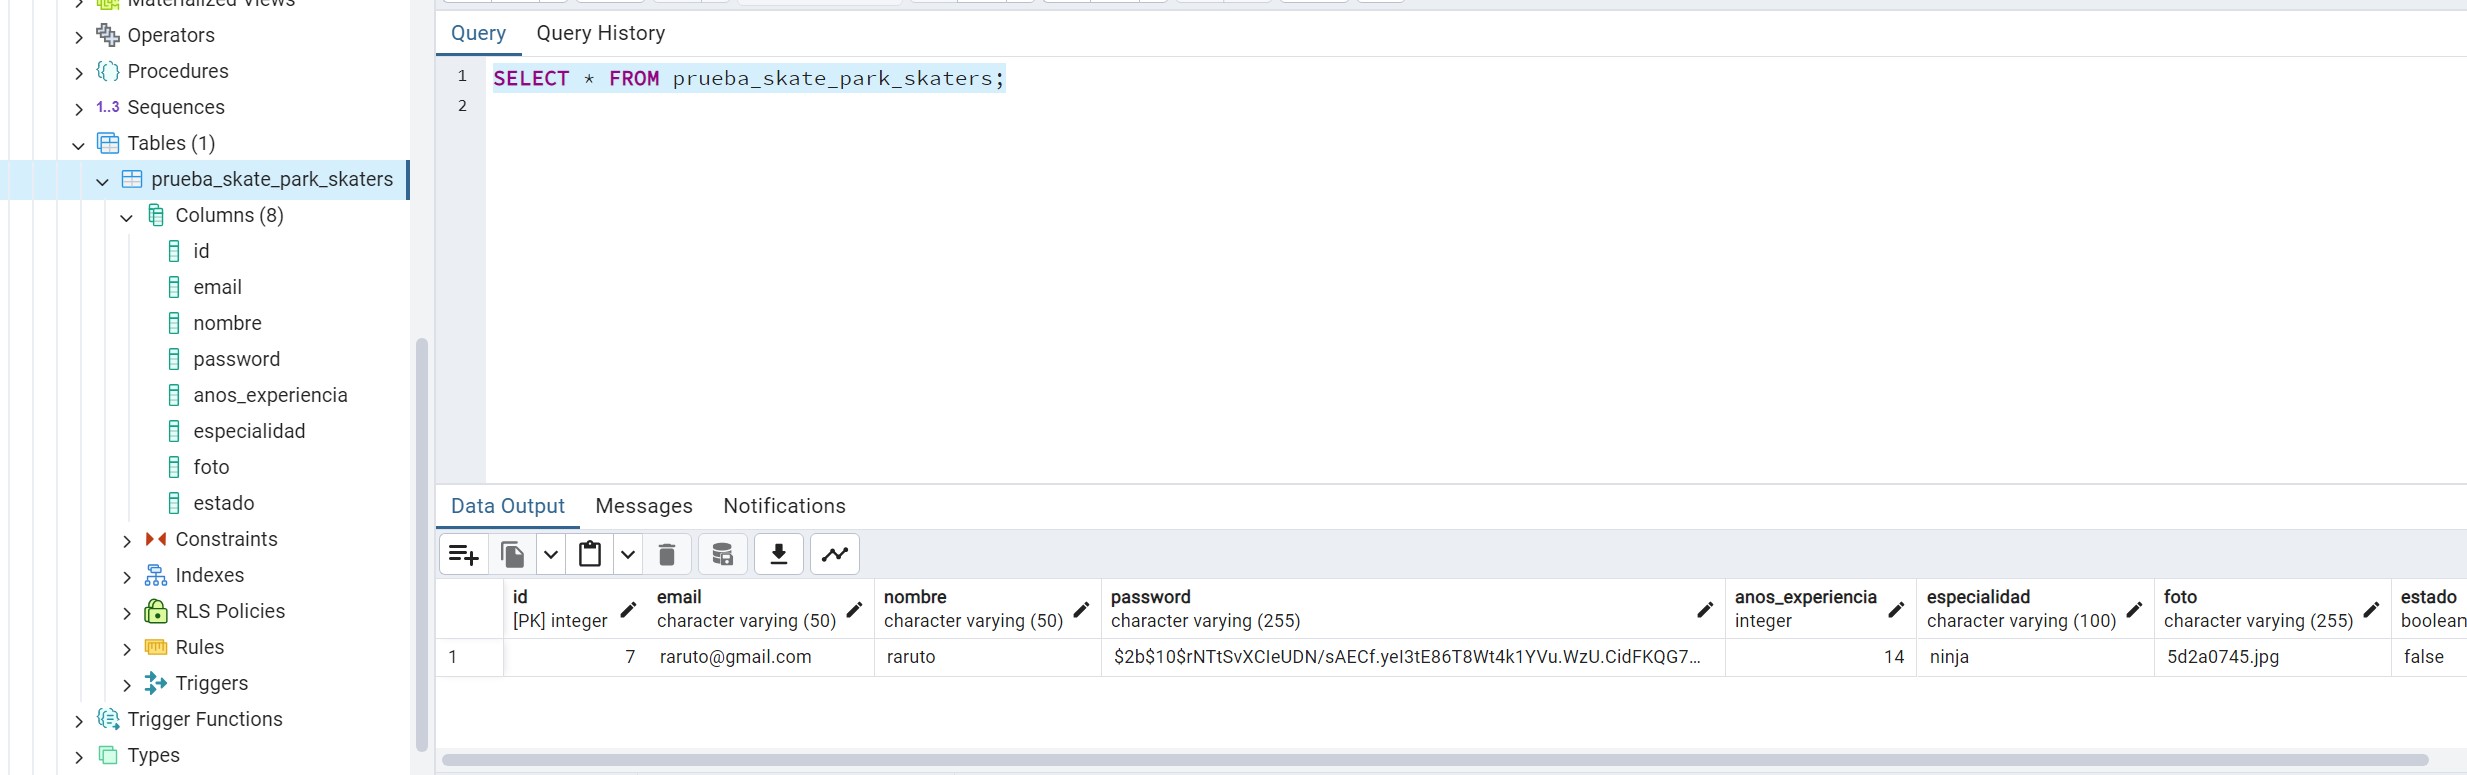 Materialized Views
Operators
Procedures
1..3 Sequences
Tables (1)
prueba_skate_park_skaters
Columns (8)
id
email
nombre
password
anos_experiencia
especialidad
foto
estado
Constraints
Indexes
RLS Policies
Rules
Triggers
Trigger Functions
Types
Query Query History
1 SELECT * FROM prueba_skate_park_skaters;
2
Data Output Messages Notifications
id email nombre password anos_experiencia especialidad foto estado
[PK] integer character varying (50) character varying (50) character varying (255) integer character varying (100) character varying (255) boolean
1 7 raruto@gmail.com raruto $2b$10$rNTtSvXCIeUDN/sAECf.yeI3tE86T8Wt4k1YVu.WzU.CidFKQG7... 14 ninja 5d2a0745.jpg false